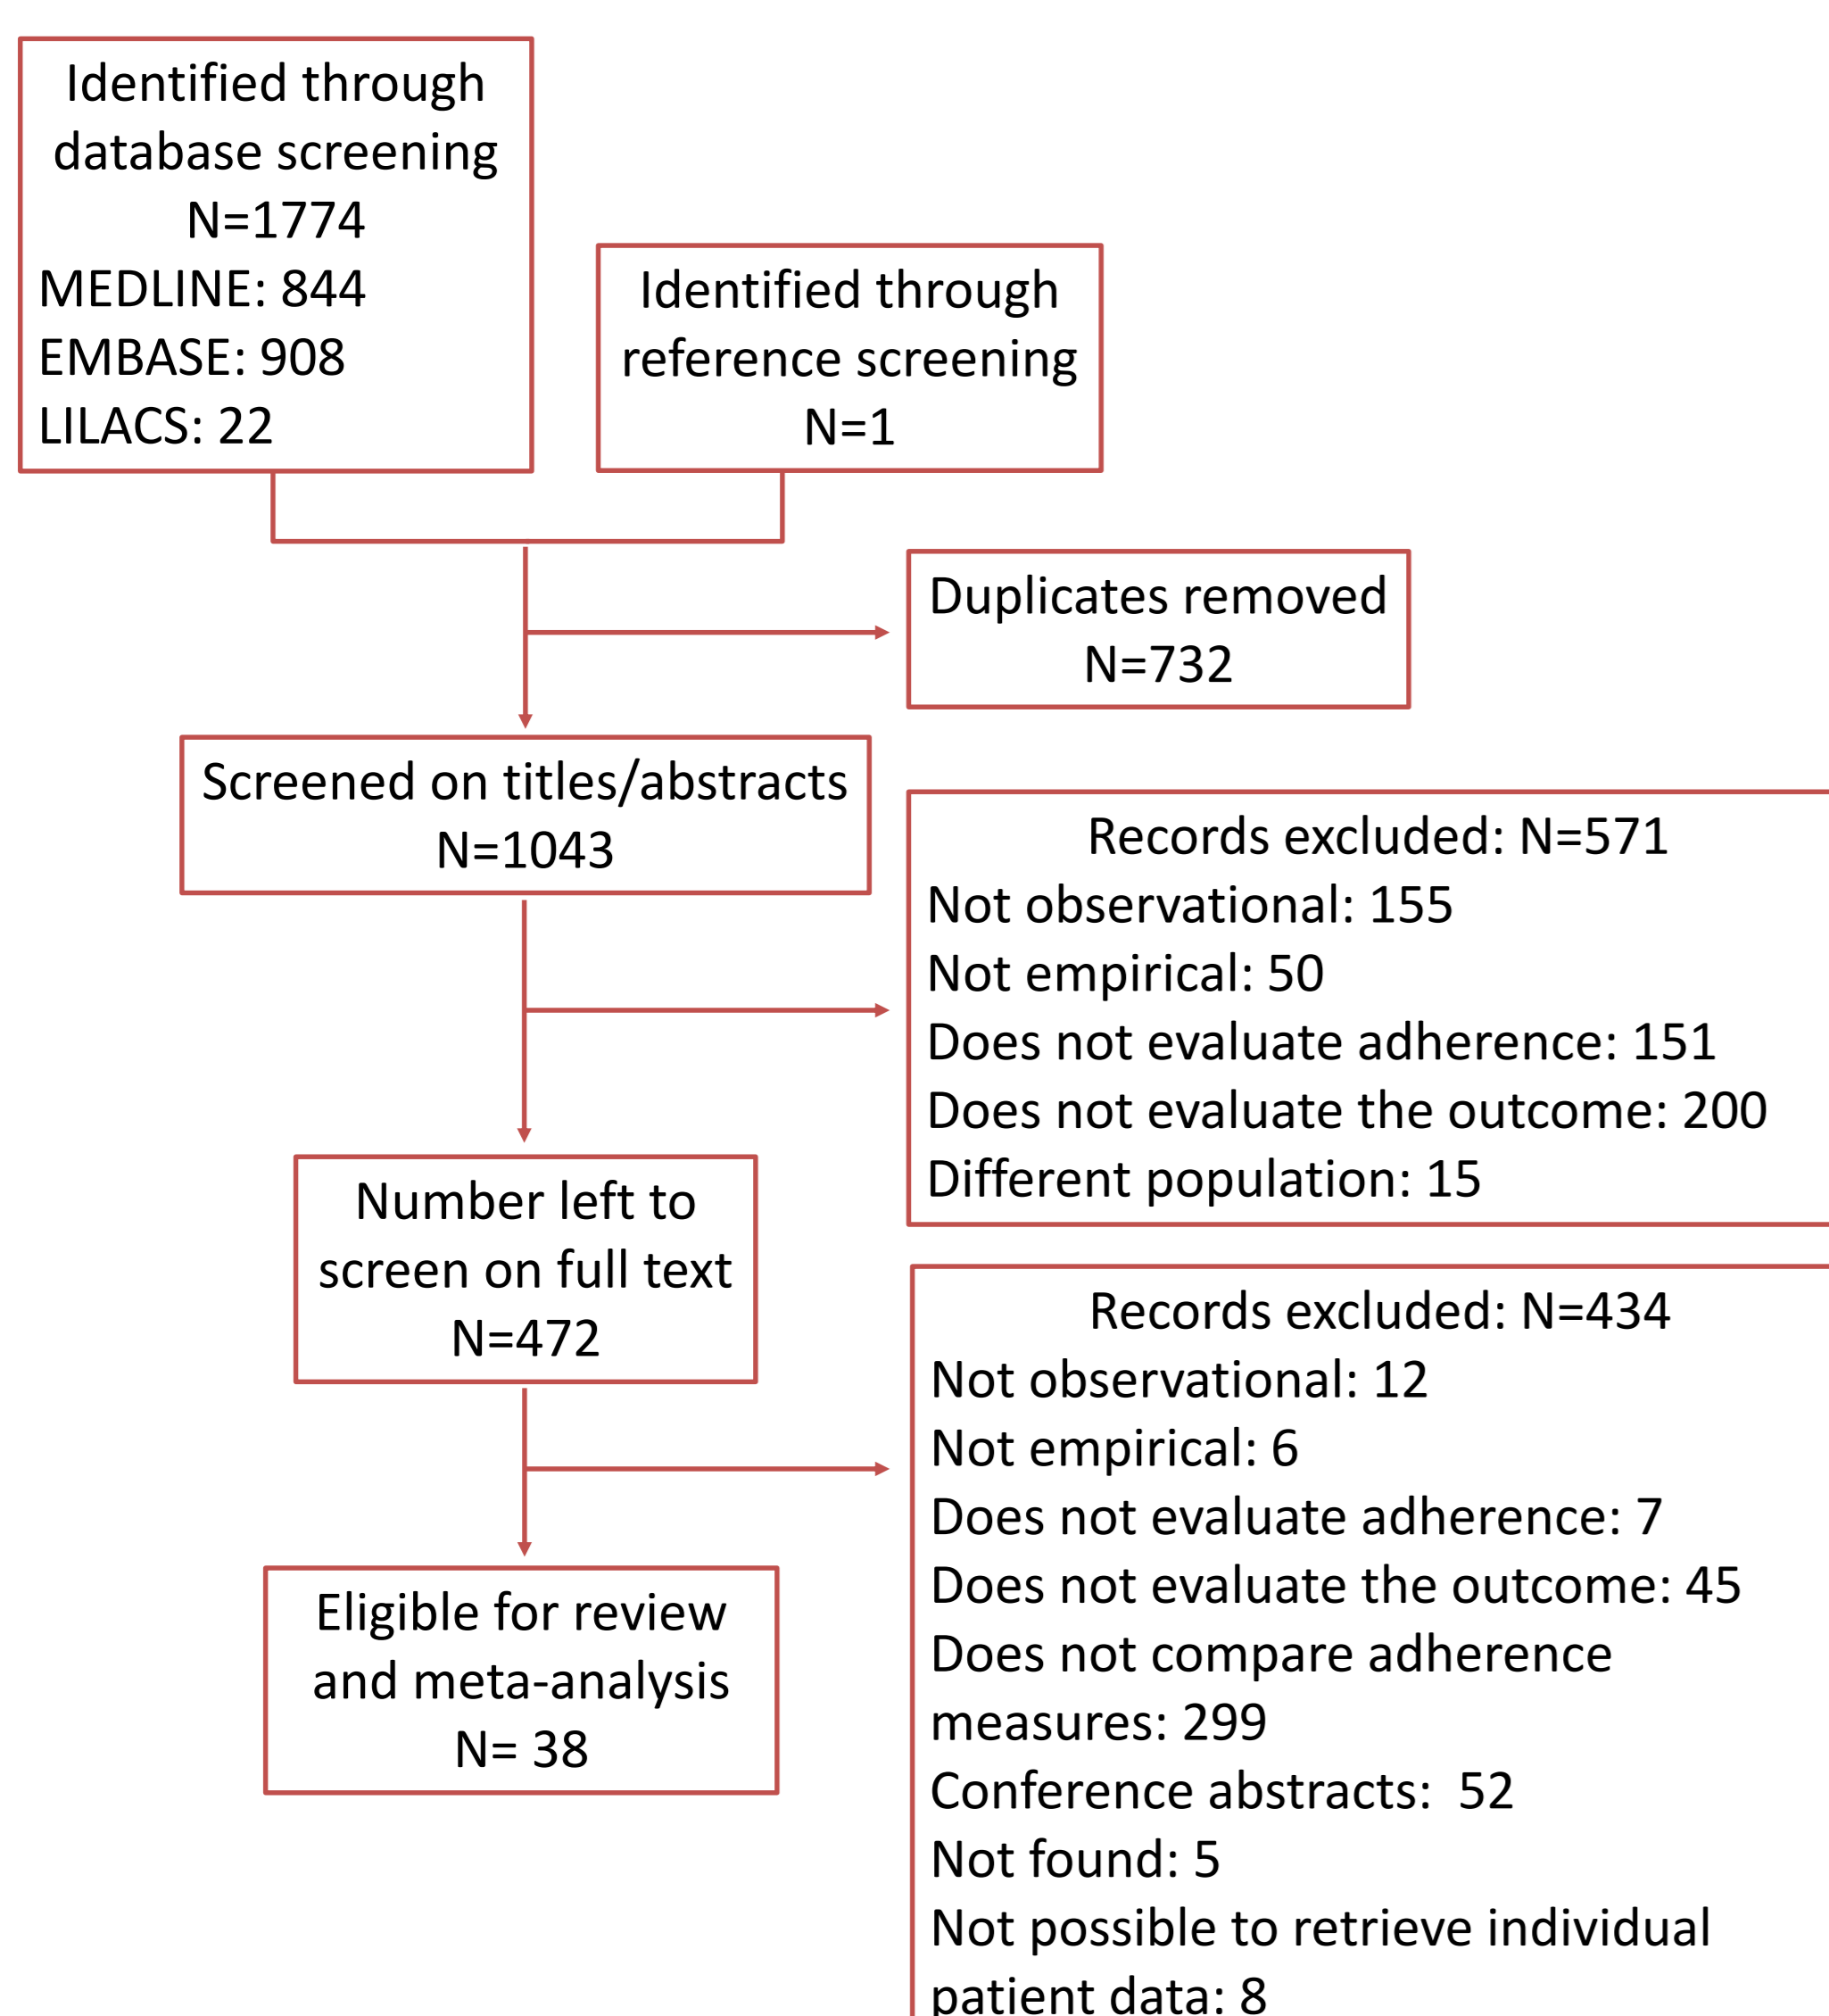 Identified through
database screening
N=1774
MEDLINE: 844
EMBASE: 908
LILACS: 22
Identified through
reference screening
N=1
Duplicates removed
N=732
Screened on titles/abstracts
N=1043
Records excluded: N=571
Not observational: 155
Not empirical: 50
Does not evaluate adherence: 151
Does not evaluate the outcome: 200
Different population: 15
Number left to
screen on full text
N=472
Records excluded: N=434
Not observational: 12
Not empirical: 6
Does not evaluate adherence: 7
Does not evaluate the outcome: 45
Does not compare adherence
measures: 299
Conference abstracts:  52
Not found: 5
Not possible to retrieve individual
patient data: 8
Eligible for review
and meta-analysis
N= 38